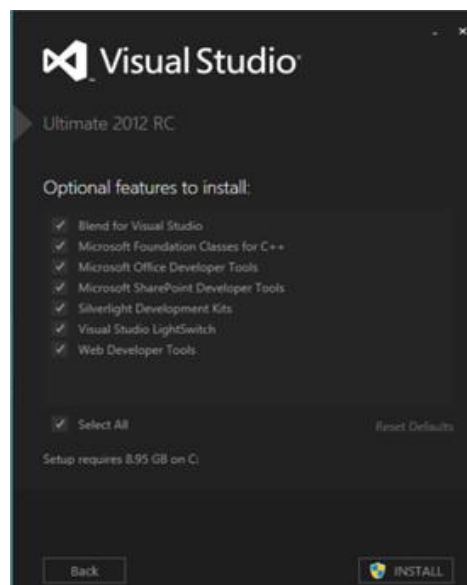 Visual Studio
Ultimate 2012 RC
Optional features to install:
Blend for Visual Studio
Microsoft Foundation Classes for C++
Microsoft Office Developer Tools
Microsoft SharePoint Developer Tools
Silverlight Development Kits
Visual Studio LightSwitch
Web Developer Tools
Select All
Reset Defaults
Setup requires 8.95 GB on C:
Back
INSTALL